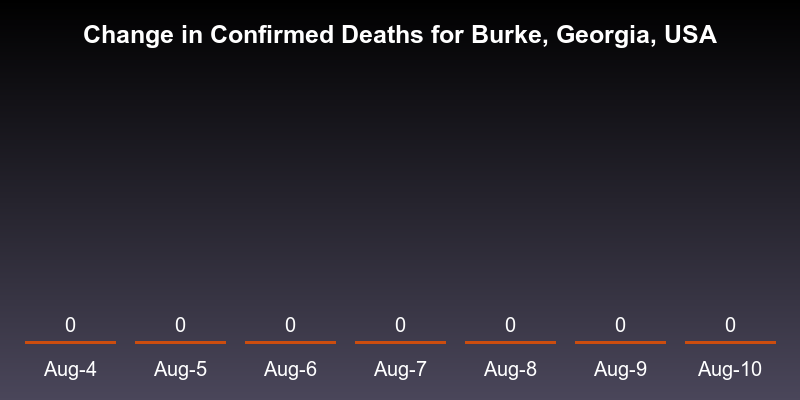 Change in Confirmed Deaths for Burke, Georgia, USA
0 0 0 0 0 0 0
Aug-4 Aug-5 Aug-6 Aug-7 Aug-8 Aug-9 Aug-10